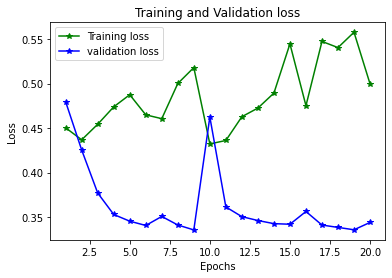 Training and Validation loss
Training loss
validation loss
0.55
0.50
0.45
0.40
0.35
Loss
2.5 5.0 7.5 10.0 12.5 15.0 17.5 20.0
Epochs